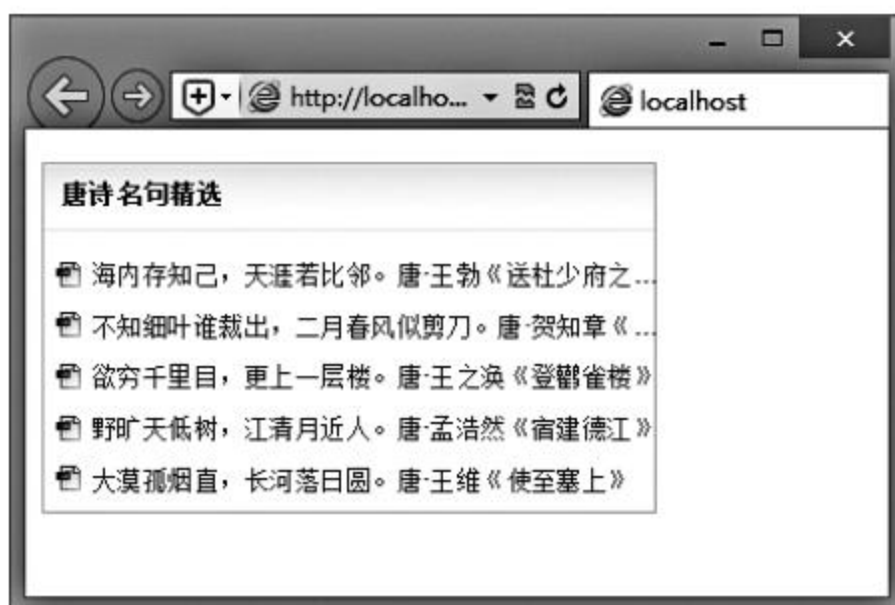 http://localho...
localhost
唐诗名句精选
海内存知己，天涯若比邻。唐·王勃《送杜少府之...
不知细叶谁裁出，二月春风似剪刀。唐·贺知章《...
欲穷千里目，更上一层楼。唐·王之涣《登鹳雀楼》
野旷天低树，江清月近人。唐·孟浩然《宿建德江》
大漠孤烟直，长河落日圆。唐·王维《使至塞上》